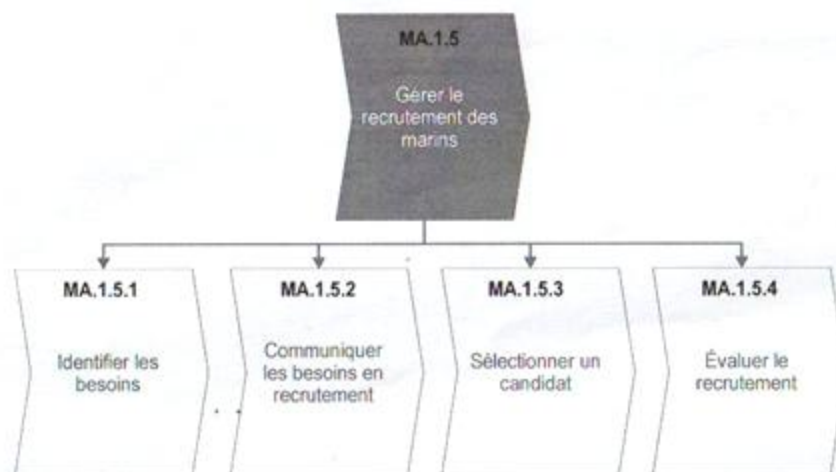 MA.1.5
Gérer le
recrutement des
marins
MA.1.5.1
Identifier les
besoins
MA.1.5.2
Communiquer
les besoins en
recrutement
MA.1.5.3
Sélectionner un
candidat
MA.1.5.4
Évaluer le
recrutement